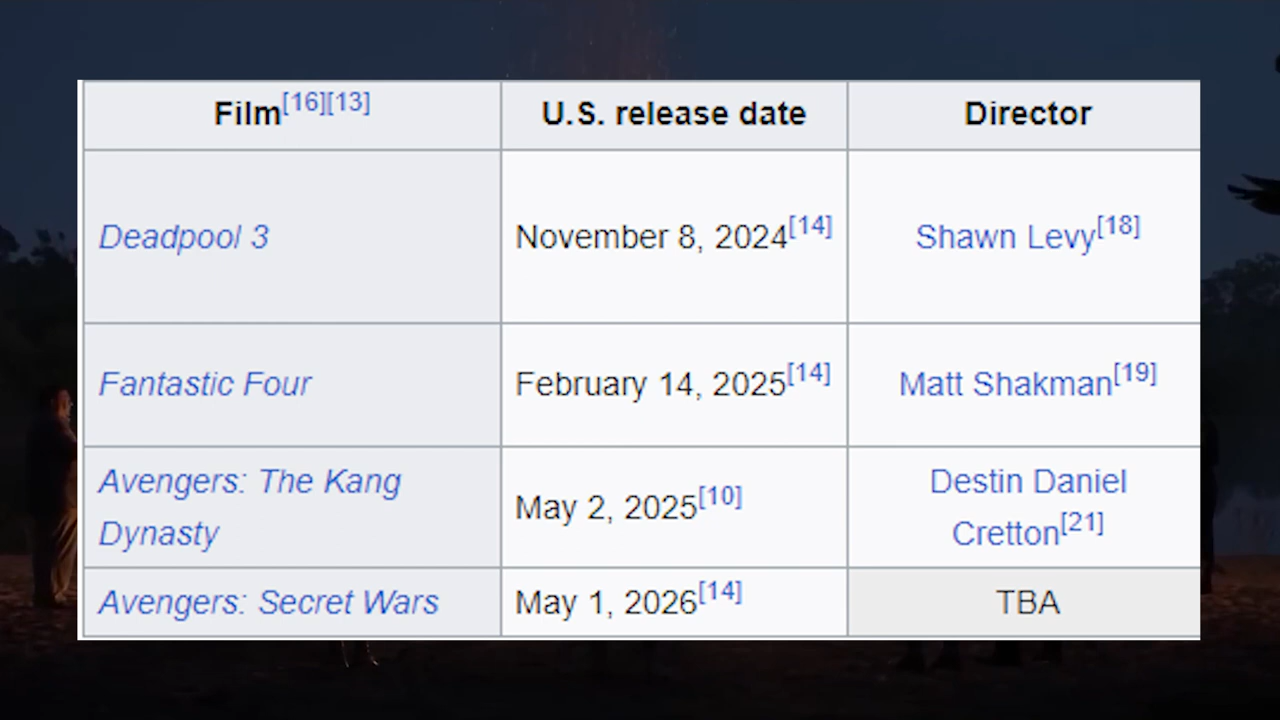 Film[16][13] U.S. release date Director
Deadpool 3 November 8, 2024[14] Shawn Levy[18]
Fantastic Four February 14, 2025[14] Matt Shakman[19]
Avengers: The Kang
Dynasty May 2, 2025[10] Destin Daniel
Cretton[21]
Avengers: Secret Wars May 1, 2026[14] TBA